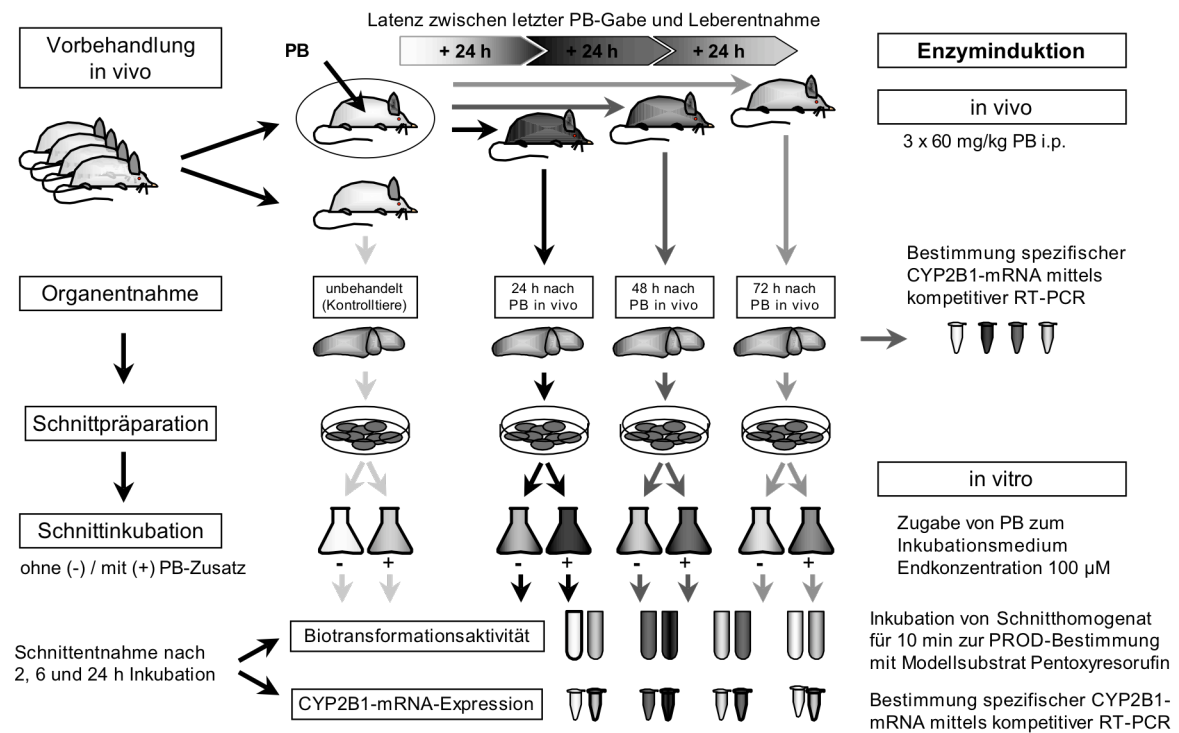 Latenz zwischen letzter PB-Gabe und Leberentnahme
Vorbehandlung
in vivo
PB
+ 24 h
+ 24 h
+ 24 h
Enzyminduktion
in vivo
3 x 60 mg/kg PB i.p.
Organentnahme
unbehandelt
(Kontrolltiere)
24 h nach
PB in vivo
48 h nach
PB in vivo
72 h nach
PB in vivo
Bestimmung spezifischer
CYP2B1-mRNA mittels
kompetitiver RT-PCR
Schnittpräparation
in vitro
Schnittinkubation
ohne (-) / mit (+) PB-Zusatz
Zugabe von PB zum
Inkubationsmedium
Endkonzentration 100 µM
- +
- +
- +
- +
Schnittentnahme nach
2, 6 und 24 h Inkubation
Biotransformationsaktivität
Inkubation von Schnitthomogenat
für 10 min zur PROD-Bestimmung
mit Modellsubstrat Pentoxyresorufin
CYP2B1-mRNA-Expression
Bestimmung spezifischer CYP2B1-
mRNA mittels kompetitiver RT-PCR